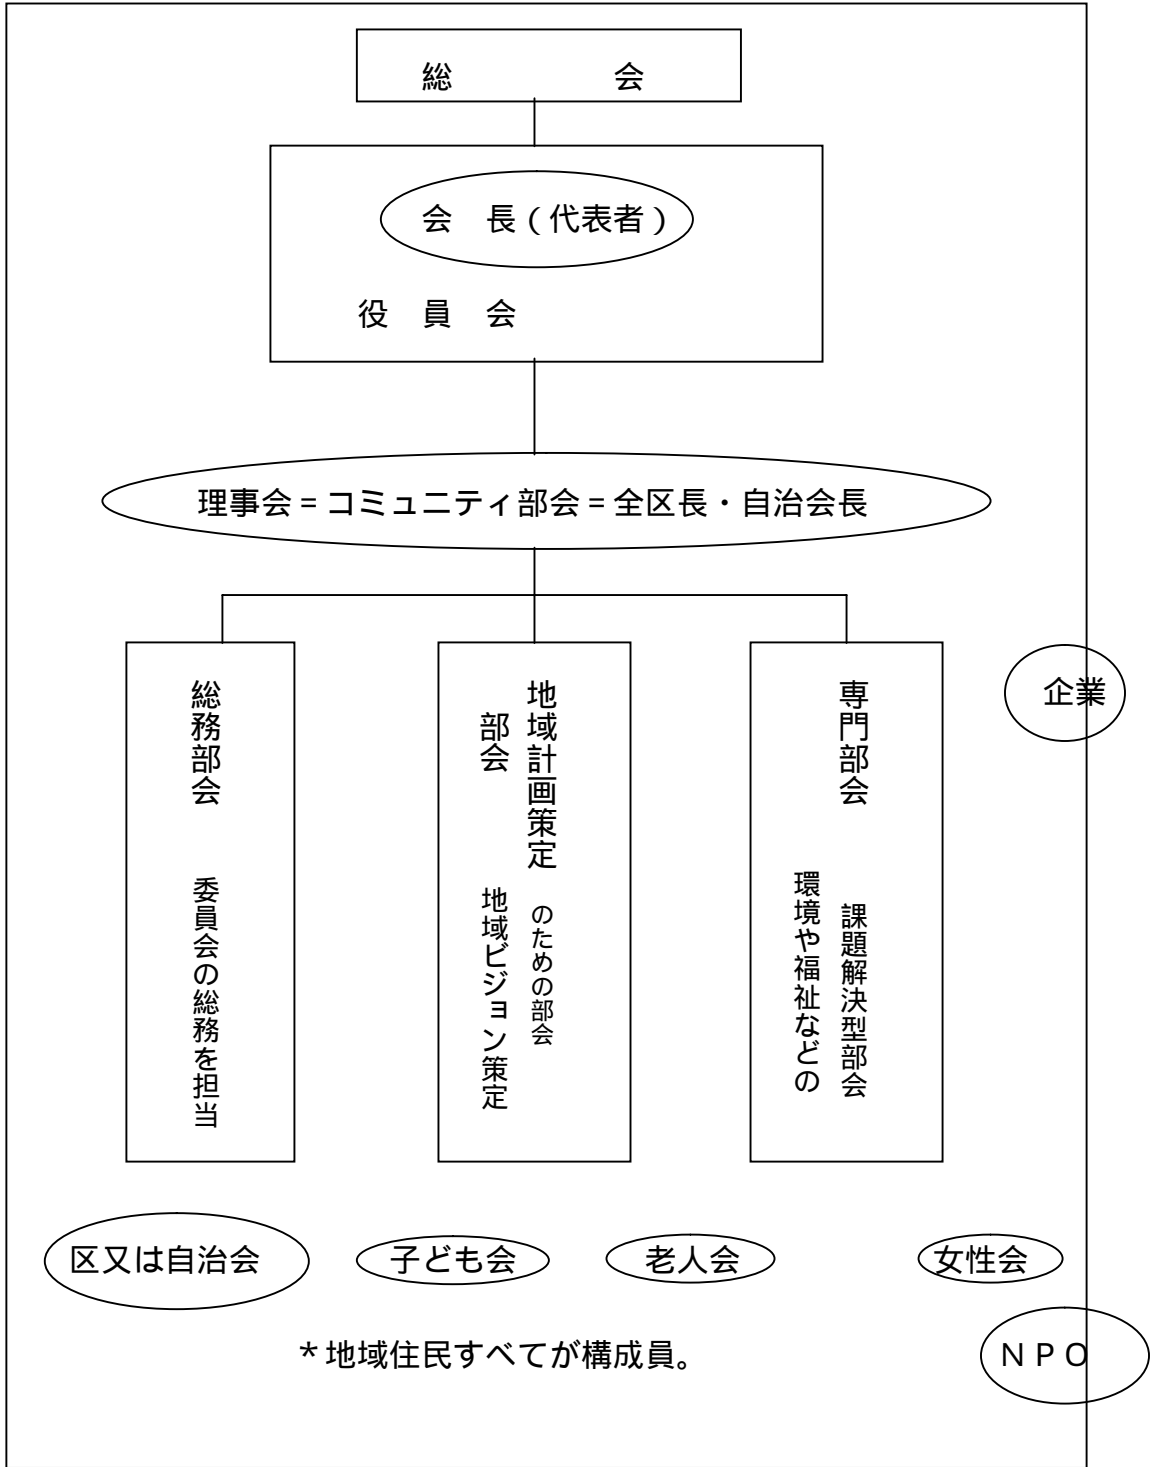 総　　　　　会
会　長（代表者）
役　員　会
理事会＝コミュニティ部会＝全区長・自治会長
総務部会
委員会の総務を担当
地域計画策定
部会
地域ビジョン策定
のための部会
専門部会
環境や福祉などの
課題解決型部会
企業
区又は自治会
子ども会
老人会
女性会
＊地域住民すべてが構成員。
ＮＰＯ